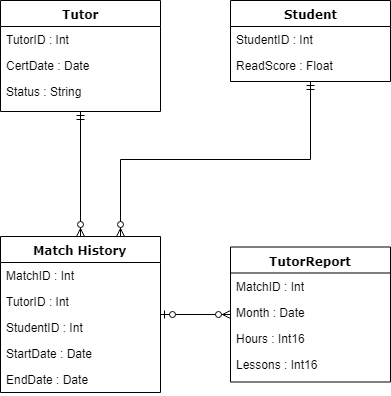 Tutor
TutorID : Int
CertDate : Date
Status : String
Student
StudentID : Int
ReadScore : Float
Match History
MatchID : Int
TutorID : Int
StudentID : Int
StartDate : Date
EndDate : Date
TutorReport
MatchID : Int
Month : Date
Hours : Int16
Lessons : Int16